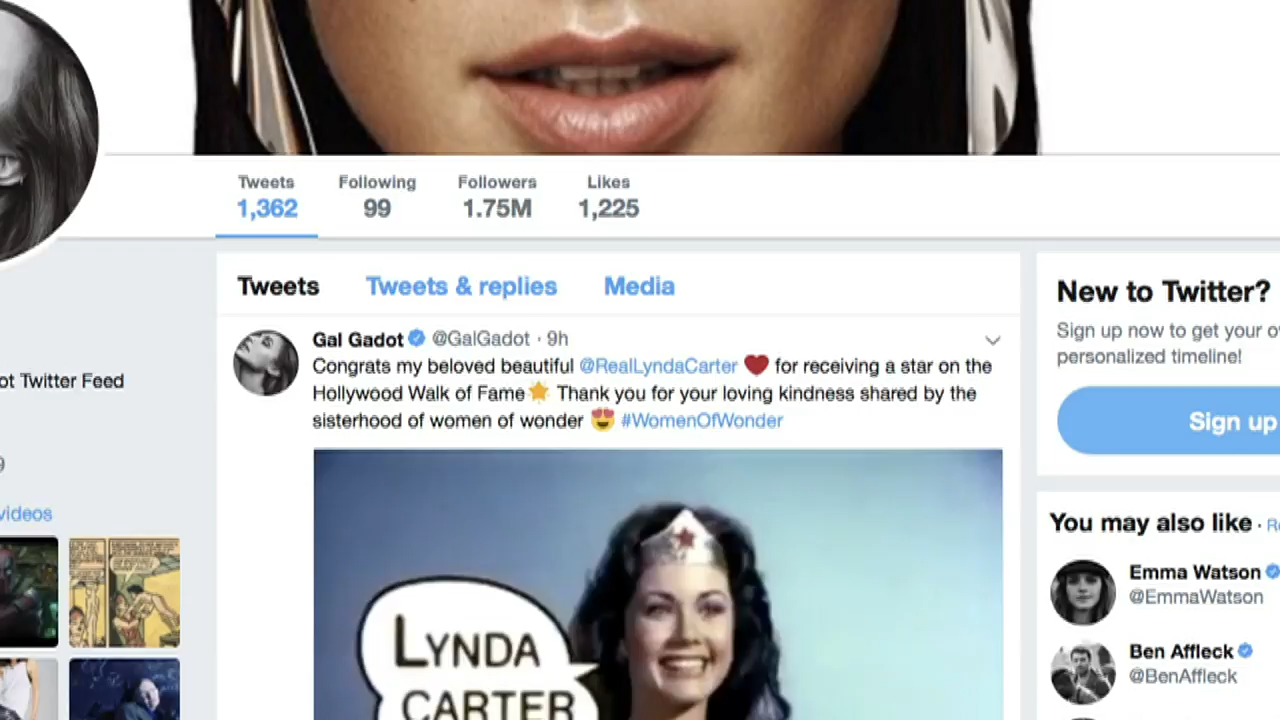 Tweets Following Followers Likes
1,362 99 1.75M 1,225
Tweets Tweets & replies Media
Gal Gadot @GalGadot · 9h
Congrats my beloved beautiful @RealLyndaCarter ❤️ for receiving a star on the
Hollywood Walk of Fame🌟 Thank you for your loving kindness shared by the
sisterhood of women of wonder 😍 #WomenOfWonder
LYNDA
CARTER
ot Twitter Feed
9
videos
New to Twitter?
Sign up now to get your o
personalized timeline!
Sign up
You may also like · Re
Emma Watson
@EmmaWatson
Ben Affleck
@BenAffleck